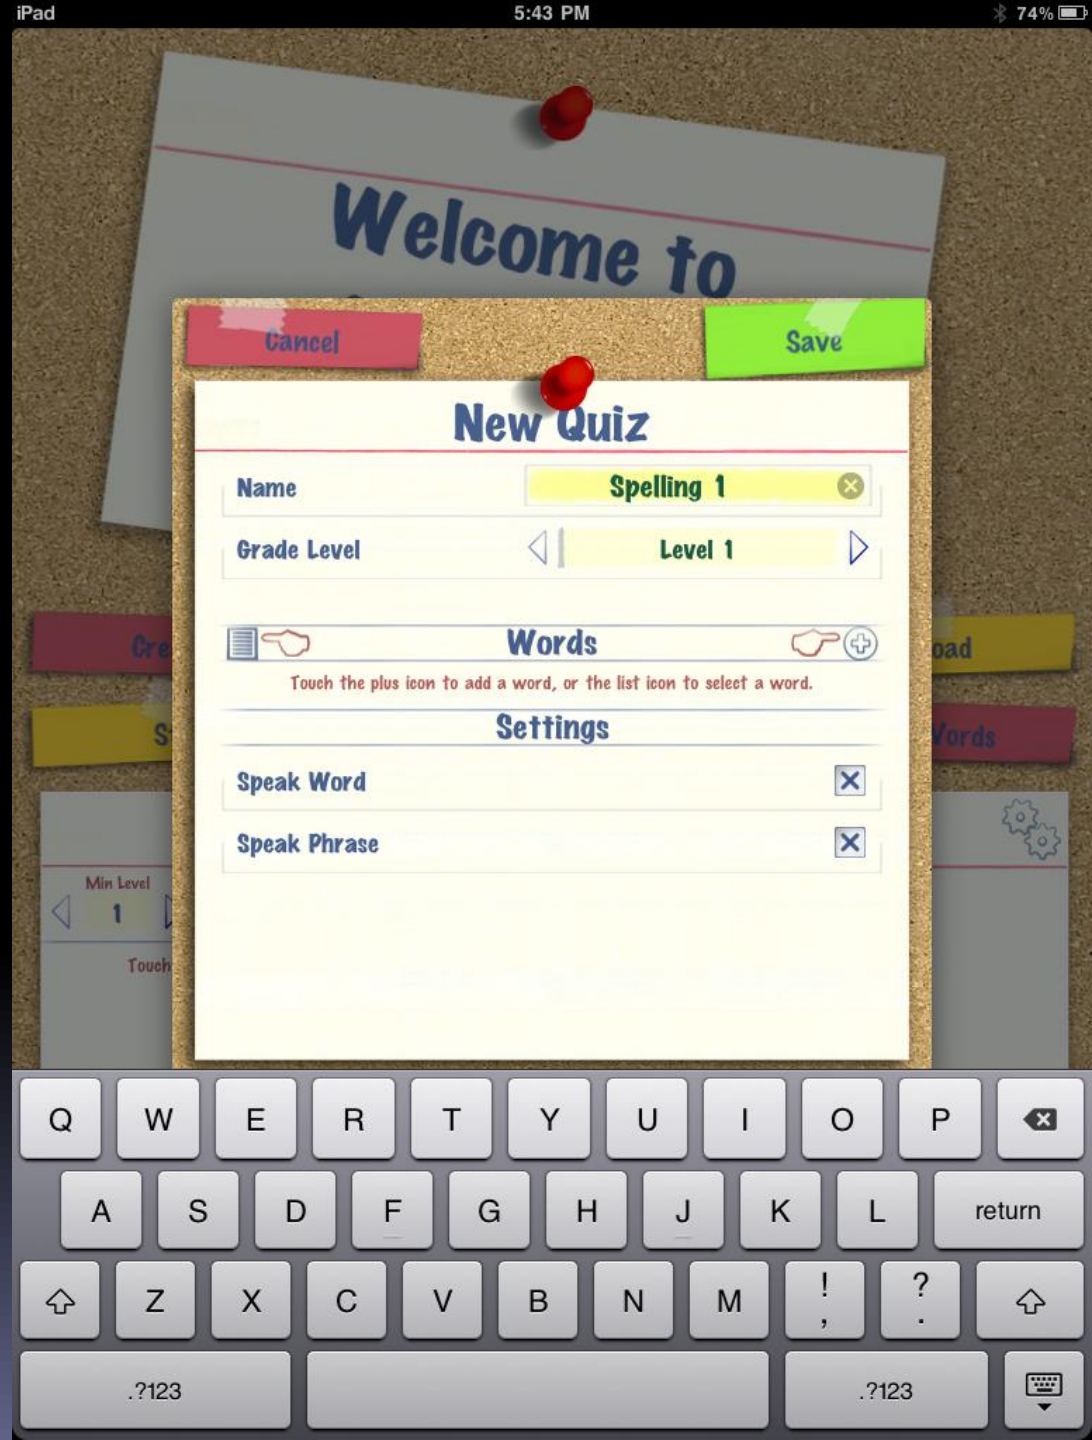 iPad 5:43 PM 74%
Welcome to
Cancel Save
New Quiz
Name Spelling 1
Grade Level Level 1
Words
Touch the plus icon to add a word, or the list icon to select a word.
Settings
Speak Word
Speak Phrase
Min Level
1
Touch
Q W E R T Y U I O P
A S D F G H J K L return
Z X C V B N M ! , ? .
.?123 .?123